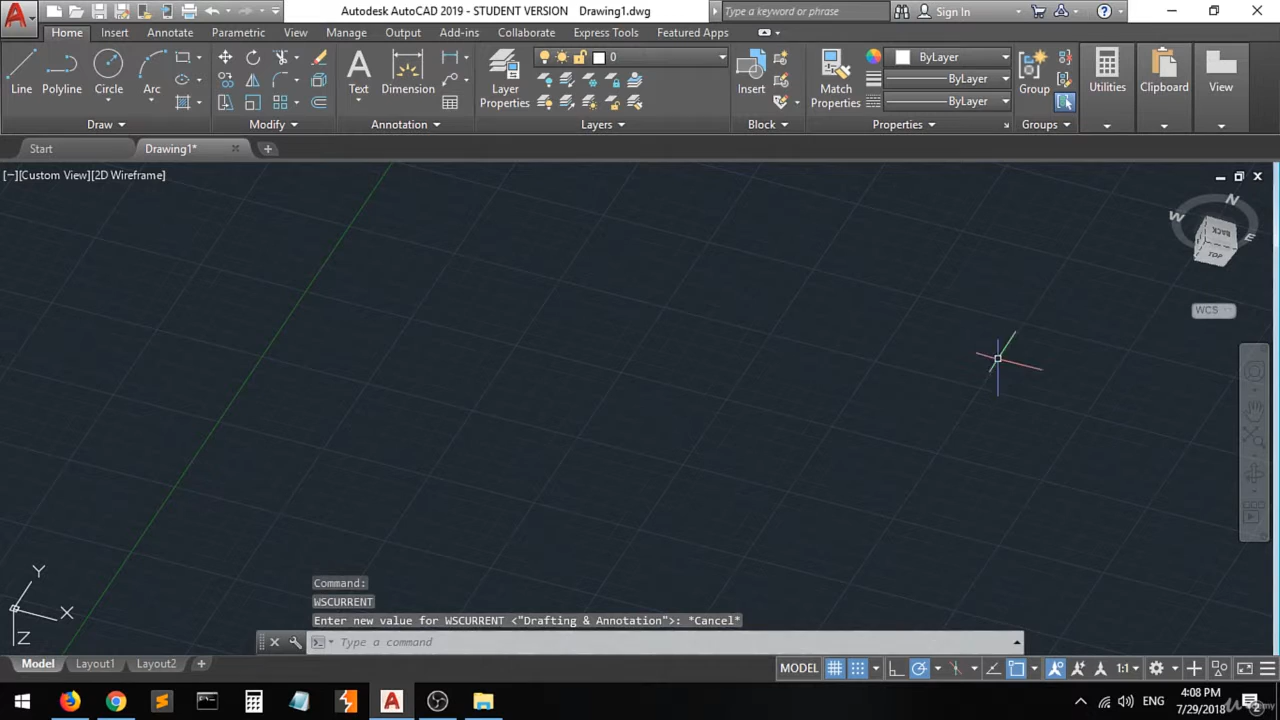 Autodesk AutoCAD 2019 - STUDENT VERSION Drawing1.dwg
Type a keyword or phrase
Sign In
Home Insert Annotate Parametric View Manage Output Add-ins Collaborate Express Tools Featured Apps
Line Polyline Circle Arc
Text Dimension
Layer Properties
0
Insert
Match Properties
ByLayer
ByLayer
ByLayer
Group
Utilities
Clipboard
View
Draw Modify Annotation Layers Block Properties Groups
Start Drawing1*
[−][Custom View][2D Wireframe]
N
W
E
BACK
TOP
WCS
Y
X
Z
Command:
WSCURRENT
Enter new value for WSCURRENT <"Drafting & Annotation">: *Cancel*
Type a command
Model Layout1 Layout2
MODEL
1:1
ENG
4:08 PM
7/29/2018
2